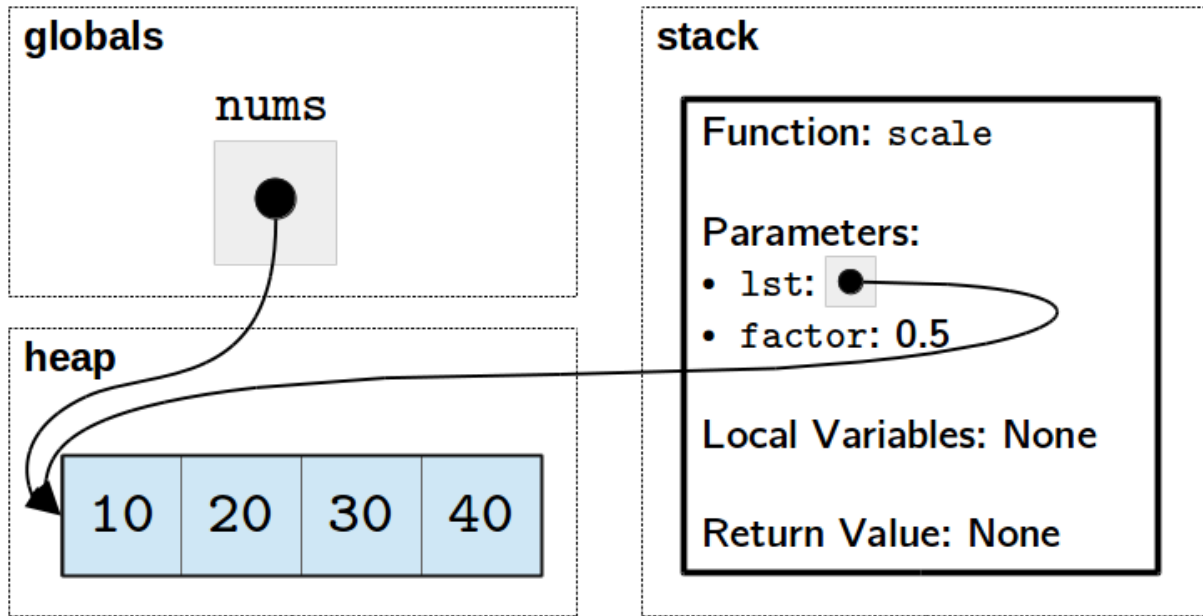 globals
nums
heap
10 20 30 40
stack
Function: scale
Parameters:
• lst:
• factor: 0.5
Local Variables: None
Return Value: None